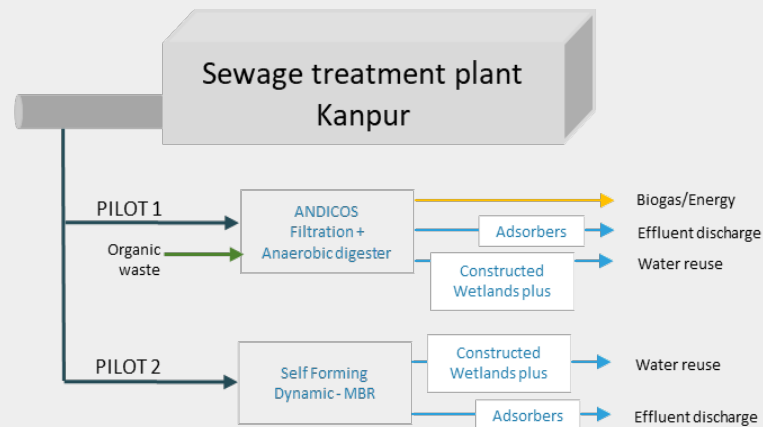 Sewage treatment plant
Kanpur
PILOT 1
Organic
waste
ANDICOS
Filtration +
Anaerobic digester
Biogas/Energy
Adsorbers
Effluent discharge
Constructed
Wetlands plus
Water reuse
PILOT 2
Self Forming
Dynamic - MBR
Constructed
Wetlands plus
Water reuse
Adsorbers
Effluent discharge